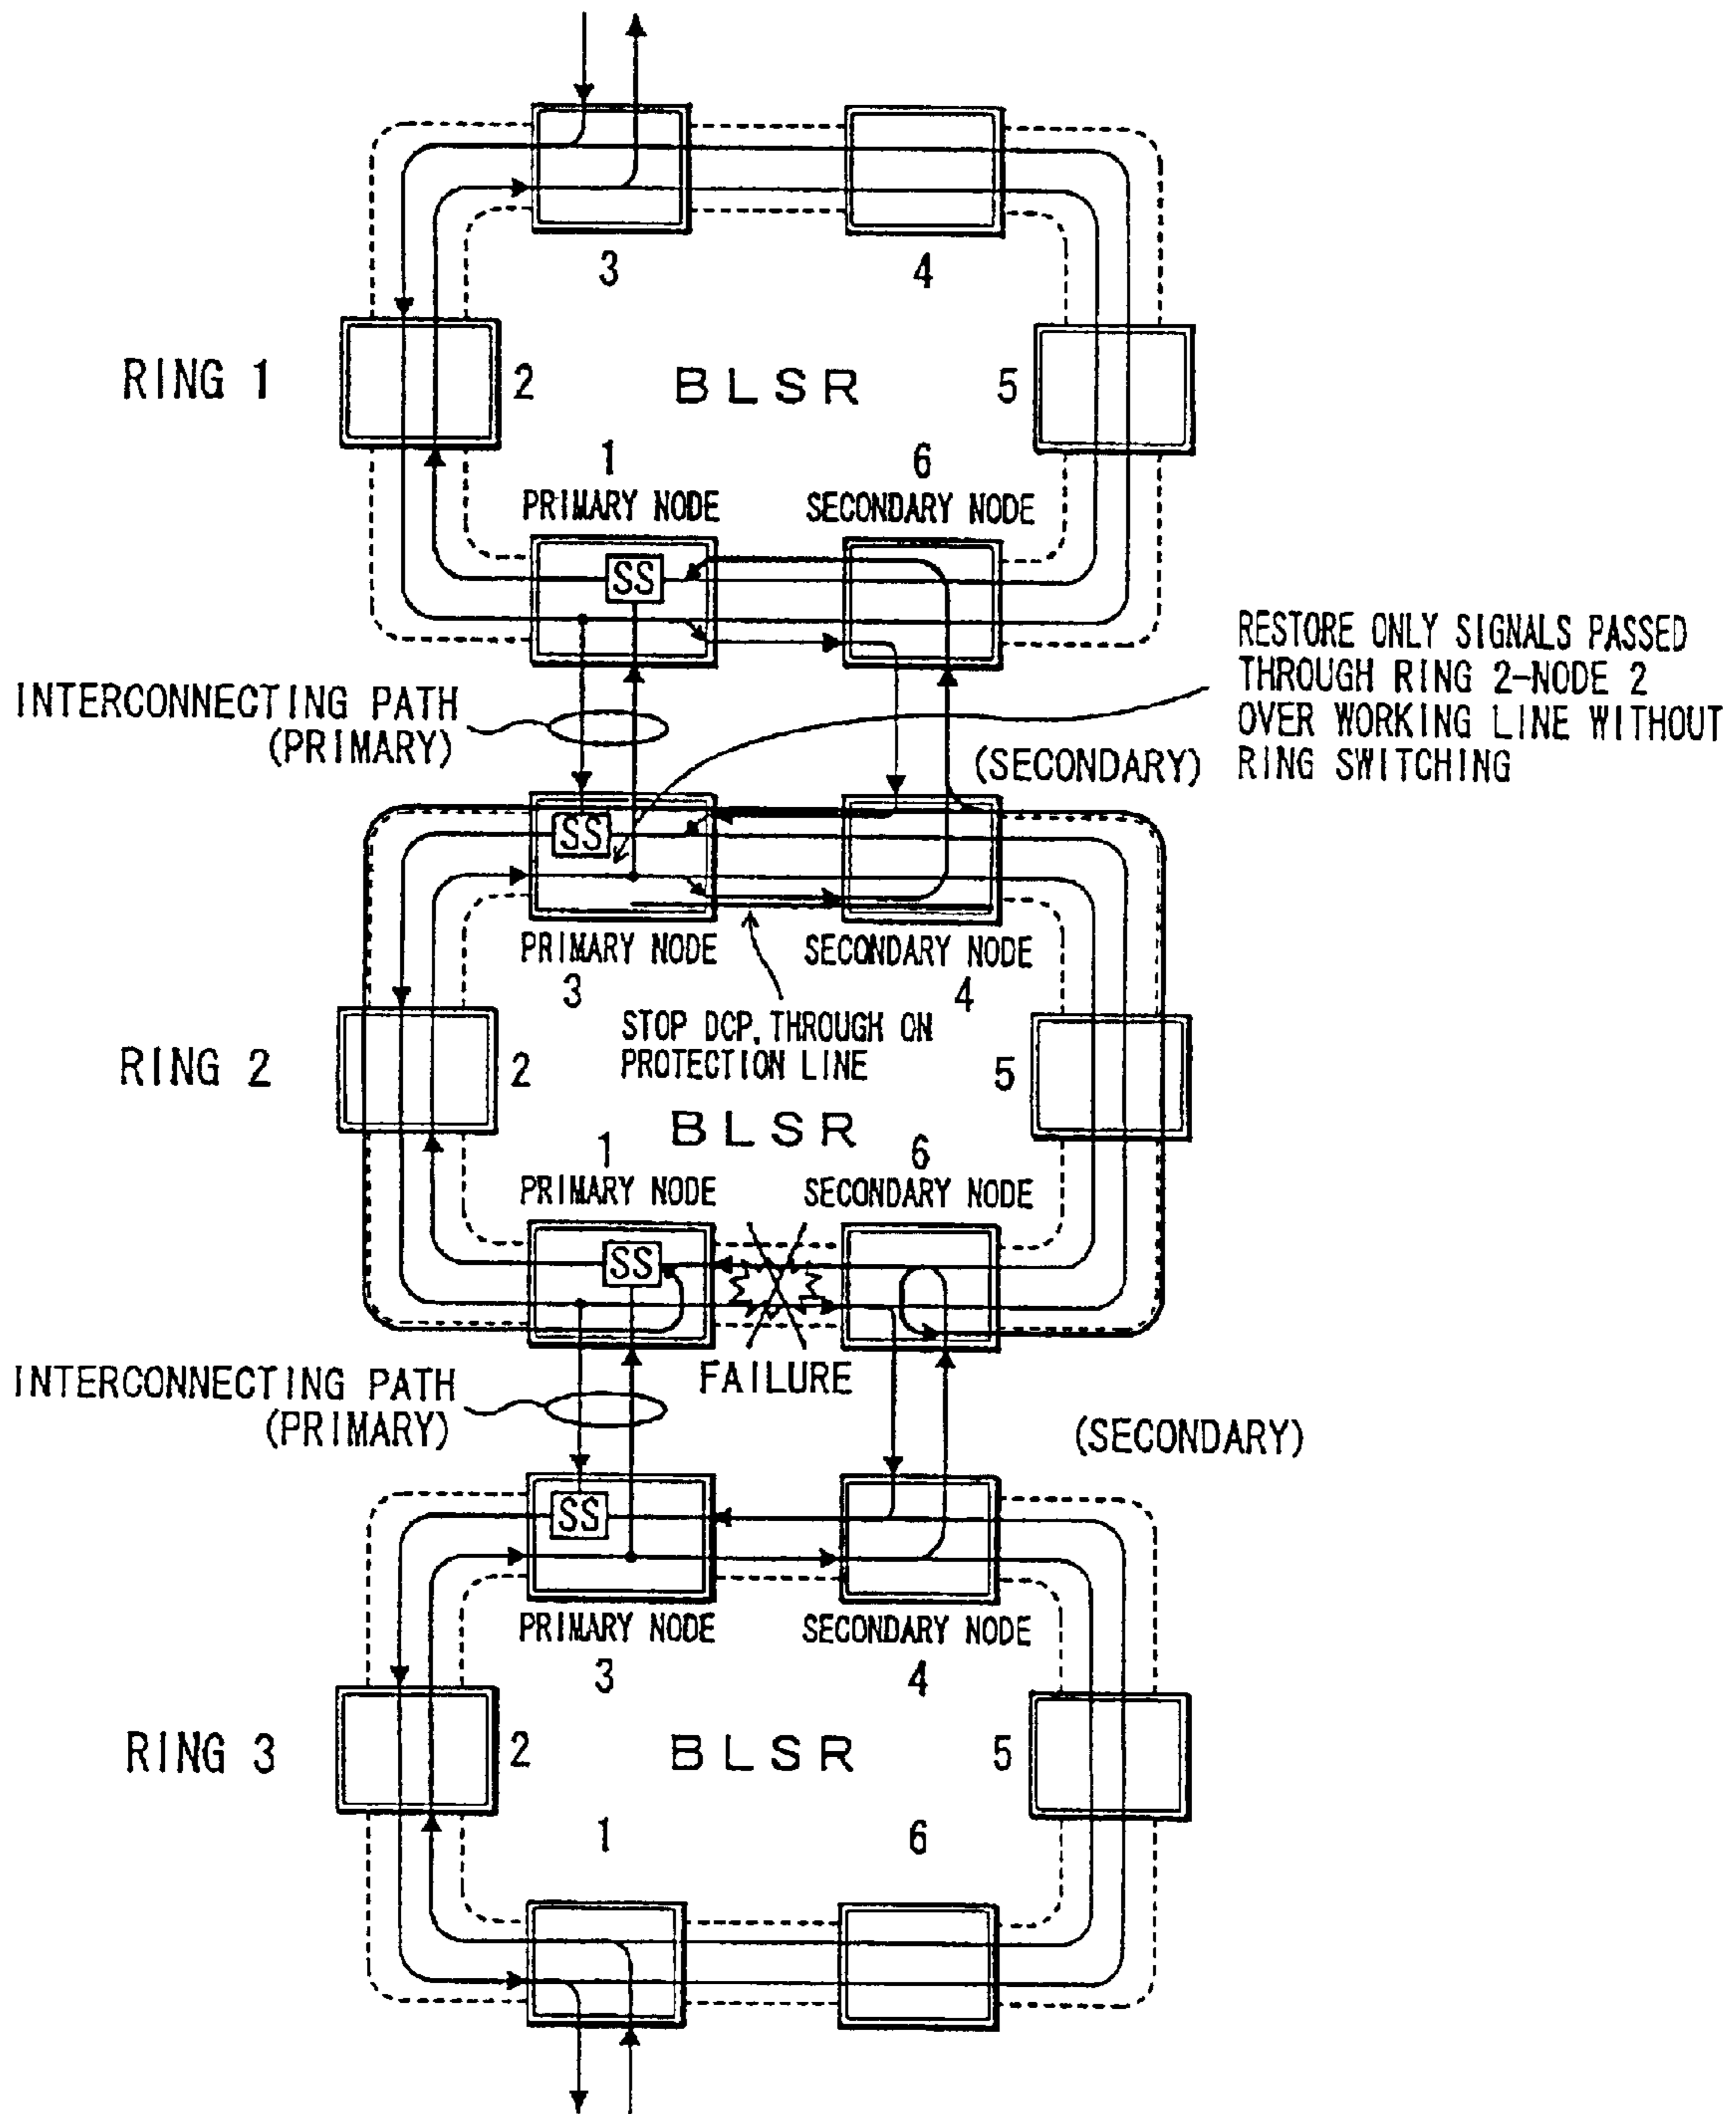 3
4
RING 1
2
BLSR
5
1
PRIMARY NODE
6
SECONDARY NODE
SS
RESTORE ONLY SIGNALS PASSED
THROUGH RING 2-NODE 2
OVER WORKING LINE WITHOUT
RING SWITCHING
INTERCONNECTING PATH
(PRIMARY)
(SECONDARY)
SS
PRIMARY NODE
3
SECONDARY NODE
4
STOP DCP, THROUGH ON
PROTECTION LINE
RING 2
2
5
BLSR
1
PRIMARY NODE
6
SECONDARY NODE
SS
FAILURE
INTERCONNECTING PATH
(PRIMARY)
(SECONDARY)
SS
PRIMARY NODE
3
SECONDARY NODE
4
RING 3
2
BLSR
5
1
6